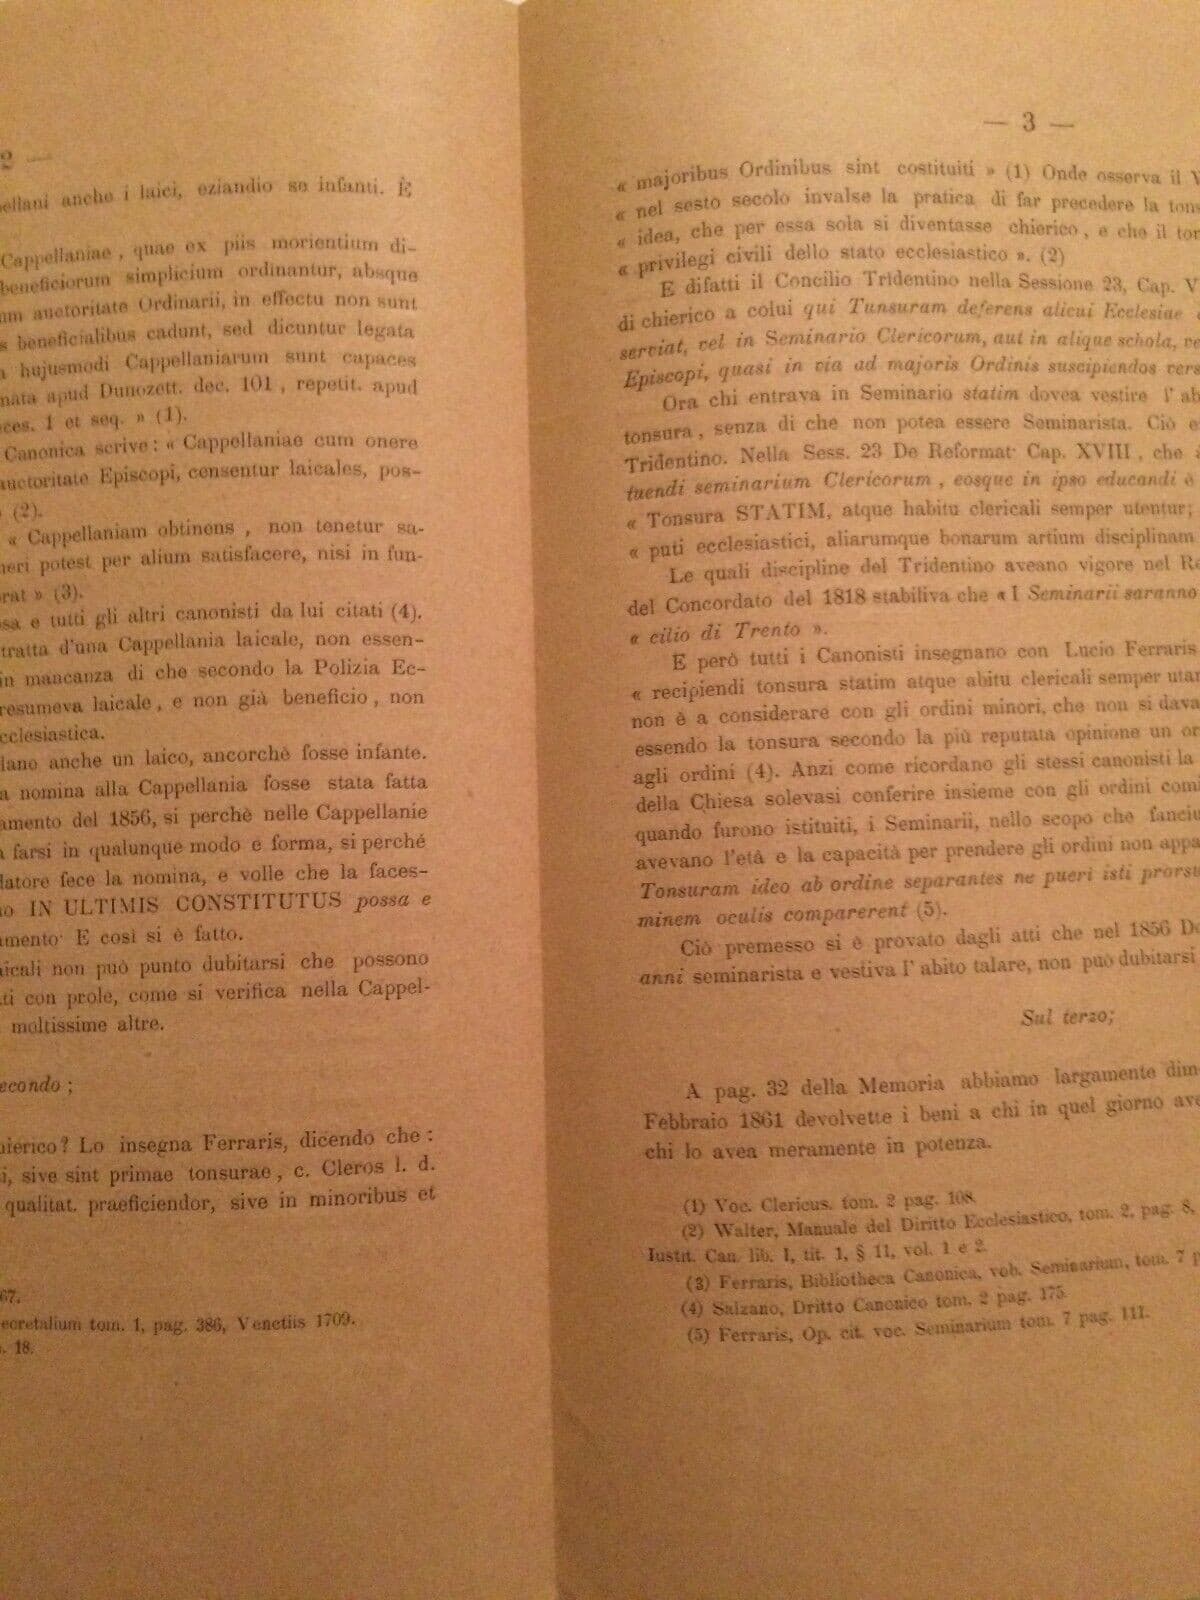 2 —
anche i laici, eziandio se infanti. È
Cappellaniae, quae ex piis morientium di-
beneficiorum simplicium ordinantur, absque
auctoritate Ordinarii, in effectu non sunt
beneficialibus cadunt, sed dicuntur legata
hujusmodi Cappellaniarum sunt capaces
apud Dunozett. dec. 101, repetit. apud
1 et seq. » (1).
Canonica scrive: « Cappellaniae cum onere
auctoritate Episcopi, censentur laicales, pos-
(2).
« Cappellaniam obtinens, non tenetur sa-
potest per alium satisfacere, nisi in fun-
» (3).
e tutti gli altri canonisti da lui citati (4).
tratta d'una Cappellania laicale, non essen-
in mancanza di che secondo la Polizia Ec-
resumeva laicale, e non già beneficio, non
cclesiastica.
lano anche un laico, ancorchè fosse infante.
a nomina alla Cappellania fosse stata fatta
amento del 1856, si perchè nelle Cappellanie
farsi in qualunque modo e forma, si perché
latore fece la nomina, e volle che la faces-
IN ULTIMIS CONSTITUTUS possa e
amento· E così si è fatto.
aicali non può punto dubitarsi che possono
ti con prole, come si verifica nella Cappel-
moltissime altre.
econdo;
hierico? Lo insegna Ferraris, dicendo che:
i, sive sint primae tonsurae, c. Cleros l. d.
qualitat. praeficiendor, sive in minoribus et
67.
ecretalium tom. 1, pag. 386, Venetiis 1709.
18.
— 3 —
« majoribus Ordinibus sint costituiti » (1) Onde osserva il
« nel sesto secolo invalse la pratica di far precedere la
« idea, che per essa sola si diventasse chierico, e che il
« privilegi civili dello stato ecclesiastico ». (2)
E difatti il Concilio Tridentino nella Sessione 23, Cap. V
di chierico a colui qui Tunsuram deferens alicui Ecclesiae
serviat, vel in Seminario Clericorum, aut in alique schola,
Episcopi, quasi in via ad majoris Ordinis suscipiendos
Ora chi entrava in Seminario statim dovea vestire l'
tonsura, senza di che non potea essere Seminarista. Ciò
Tridentino. Nella Sess. 23 De Reformat· Cap. XVIII, che
tuendi seminarium Clericorum, eosque in ipso educandi è
« Tonsura STATIM, atque habitu clericali semper utentur;
« puti ecclesiastici, aliarumque bonarum artium disciplinam
Le quali discipline del Tridentino aveano vigore nel
del Concordato del 1818 stabiliva che « I Seminarii saranno
« cilio di Trento ».
E però tutti i Canonisti insegnano con Lucio Ferraris
« recipiendi tonsura statim atque abitu clericali semper
non è a considerare con gli ordini minori, che non si dava
essendo la tonsura secondo la più reputata opinione un
agli ordini (4). Anzi come ricordano gli stessi canonisti la
della Chiesa solevasi conferire insieme con gli ordini
quando furono istituiti, i Seminarii, nello scopo che
avevano l'età e la capacità per prendere gli ordini non
Tonsuram ideo ab ordine separantes ne pueri isti
minem oculis comparerent (5).
Ciò premesso si è provato dagli atti che nel 1856
anni seminarista e vestiva l' abito talare, non può dubitarsi
Sul terzo;
A pag. 32 della Memoria abbiamo largamente
Febbraio 1861 devolvette i beni a chi in quel giorno
chi lo avea meramente in potenza.
(1) Voc. Clericus. tom. 2 pag. 108.
(2) Walter, Manuale del Diritto Ecclesiastico, tom. 2, pag. 8,
Iustit. Can. lib. I, tit. 1, § 11, vol. 1 e 2.
(3) Ferraris, Bibliotheca Canonica, vob. Seminarium, tom. 7
(4) Salzano, Dritto Canonico tom. 2 pag. 175.
(5) Ferraris, Op. cit. voc. Seminarium tom. 7 pag. 111.